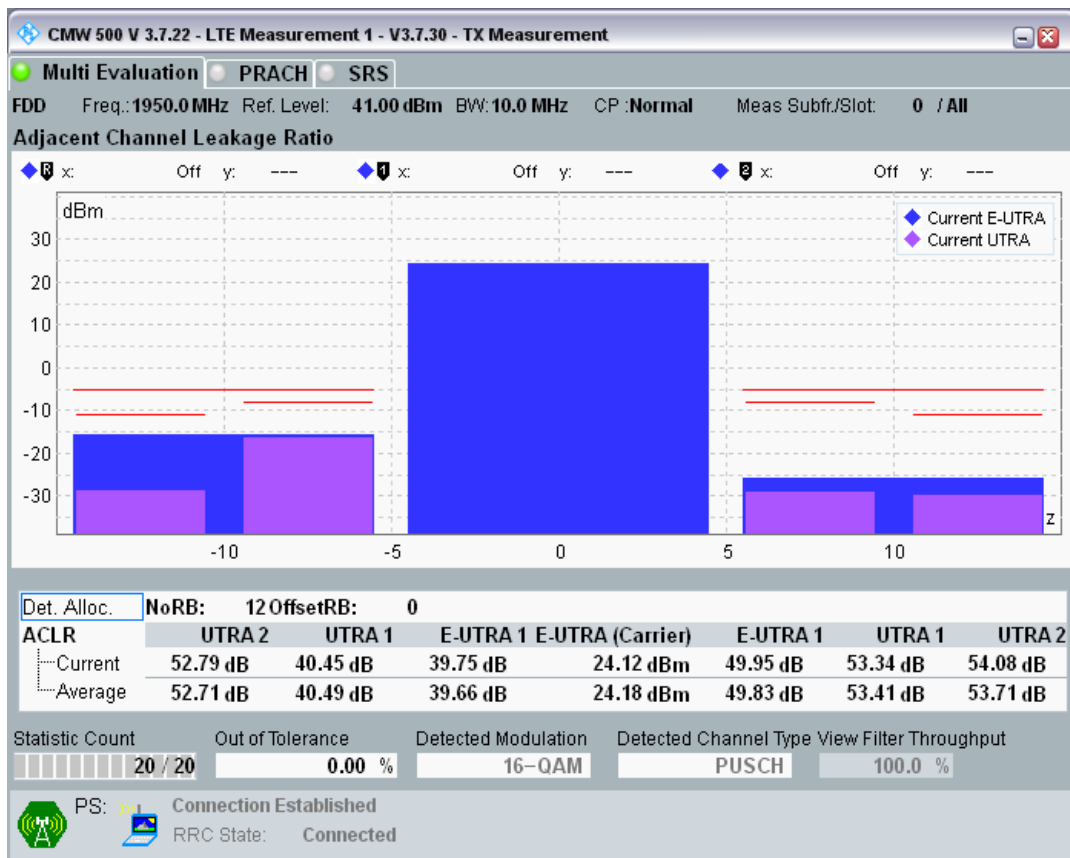 CMW 500 V 3.7.22 - LTE Measurement 1 - V3.7.30 - TX Measurement
Multi Evaluation PRACH SRS
FDD Freq.: 1950.0 MHz Ref. Level: 41.00 dBm BW: 10.0 MHz CP :Normal Meas Subfr./Slot: 0 / All
Adjacent Channel Leakage Ratio
R x: Off y: --- 1 x: Off y: --- 2 x: Off y: ---
dBm
Current E-UTRA
Current UTRA
30
20
10
0
-10
-20
-30
z
-10 -5 0 5 10
Det. Alloc. NoRB: 12 OffsetRB: 0
ACLR UTRA 2 UTRA 1 E-UTRA 1 E-UTRA (Carrier) E-UTRA 1 UTRA 1 UTRA 2
Current 52.79 dB 40.45 dB 39.75 dB 24.12 dBm 49.95 dB 53.34 dB 54.08 dB
Average 52.71 dB 40.49 dB 39.66 dB 24.18 dBm 49.83 dB 53.41 dB 53.71 dB
Statistic Count Out of Tolerance Detected Modulation Detected Channel Type View Filter Throughput
20 / 20 0.00 % 16-QAM PUSCH 100.0 %
PS: Connection Established
RRC State: Connected